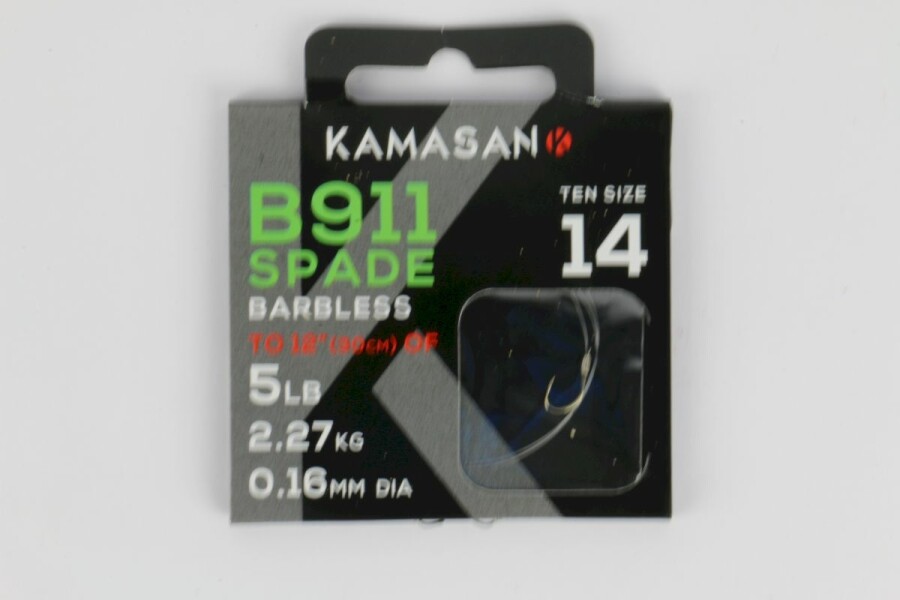 KAMASAN
B911
SPADE
BARBLESS
TO 12" (30CM) OF
5LB
2.27KG
0.16MM DIA
TEN SIZE
14